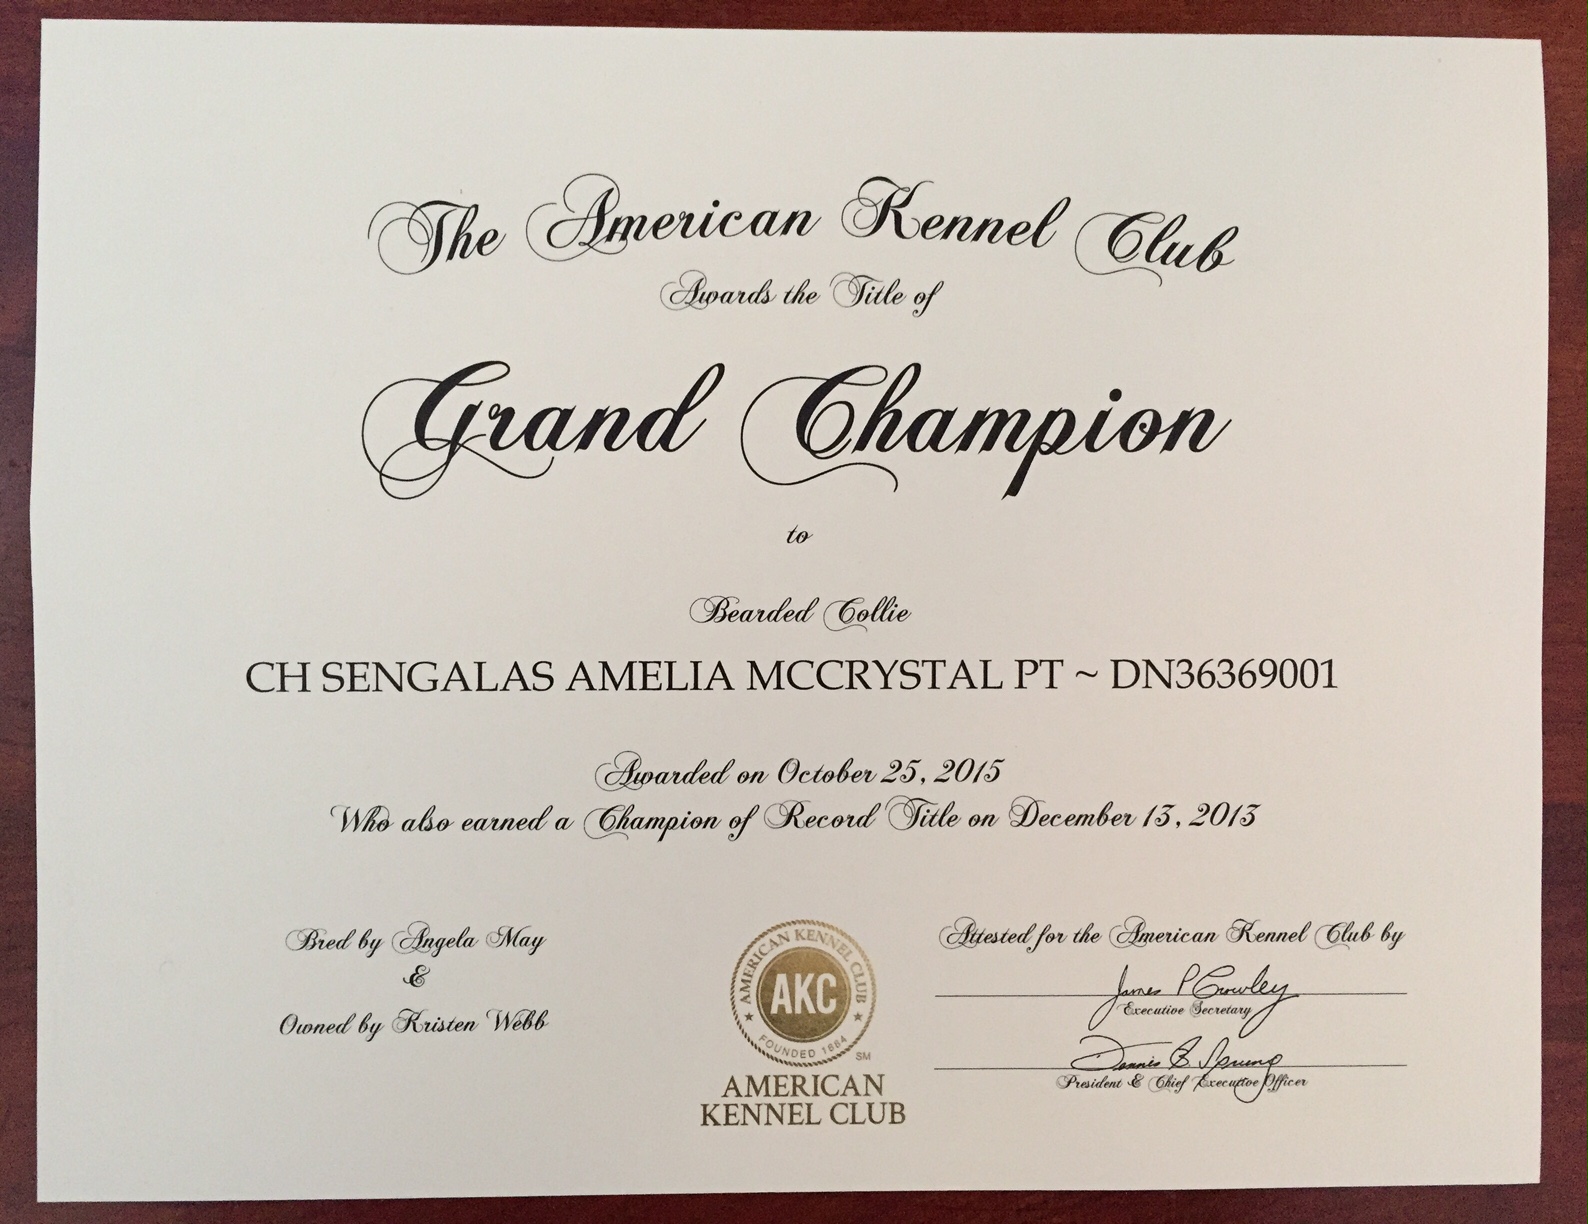 The American Kennel Club
Awards the Title of
Grand Champion
to
Bearded Collie
CH SENGALAS AMELIA MCCRYSTAL PT ~ DN36369001
Awarded on October 25, 2015
Who also earned a Champion of Record Title on December 13, 2013
Bred by Angela May
&
Owned by Kristen Webb
AMERICAN KENNEL CLUB
AKC
FOUNDED 1884
SM
AMERICAN
KENNEL CLUB
Attested for the American Kennel Club by
James P Crowley
Executive Secretary
Dennis B Sprung
President & Chief Executive Officer